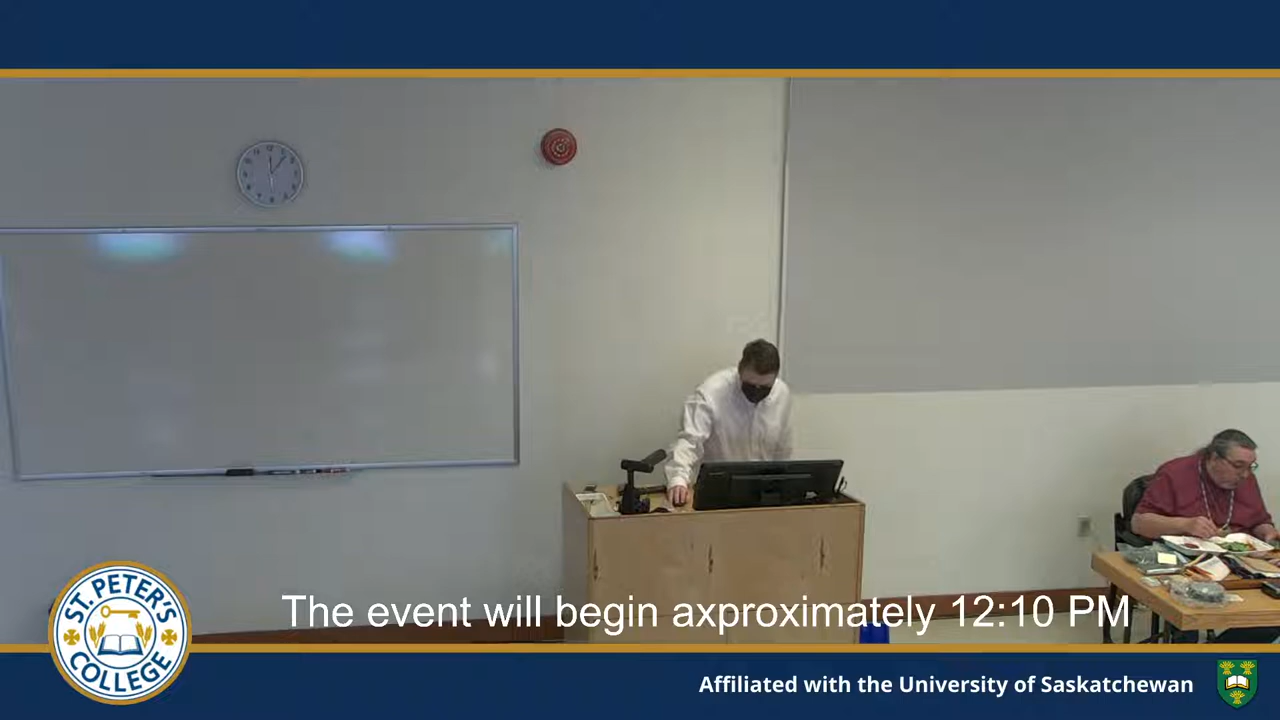 ST. PETER'S
COLLEGE
The event will begin axproximately 12:10 PM
Affiliated with the University of Saskatchewan